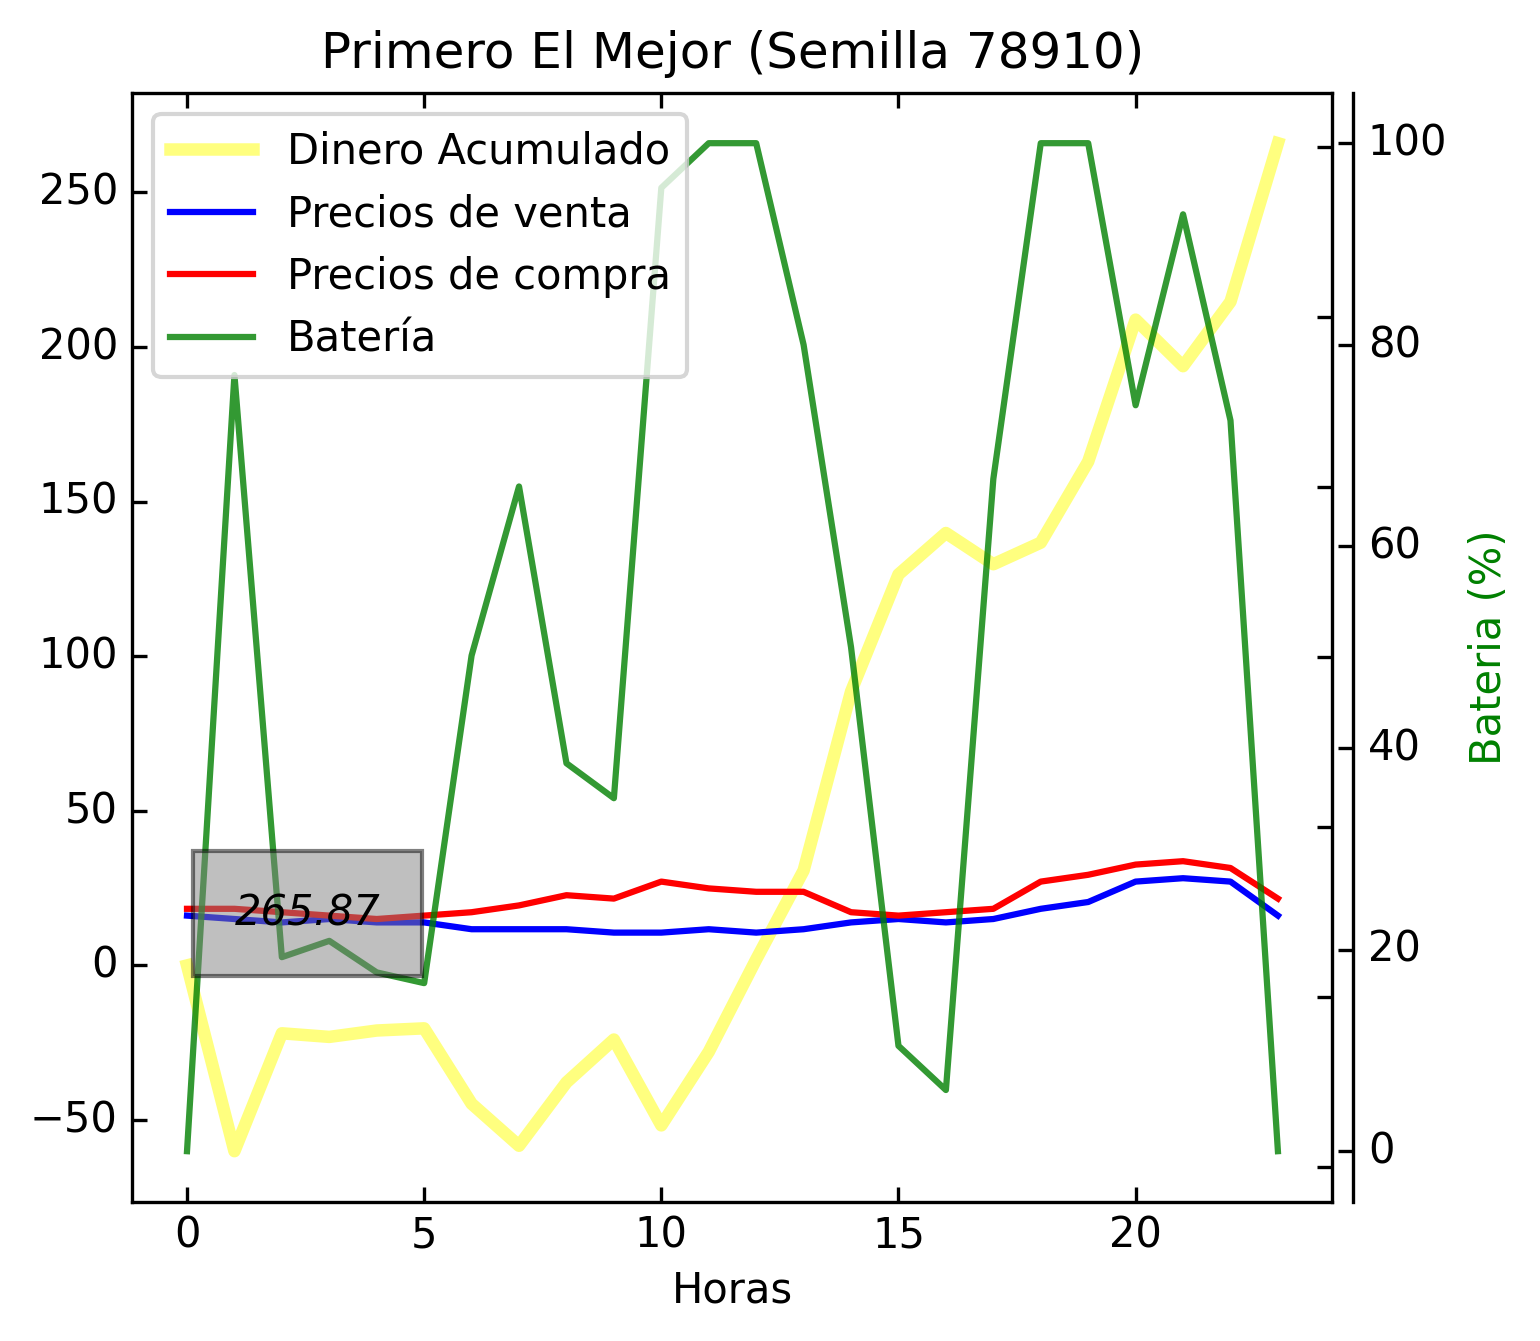 Primero El Mejor (Semilla 78910)
Dinero Acumulado
Precios de venta
Precios de compra
Batería
250
200
150
100
50
0
−50
100
80
60
40
20
0
Bateria (%)
265.87
0 5 10 15 20
Horas